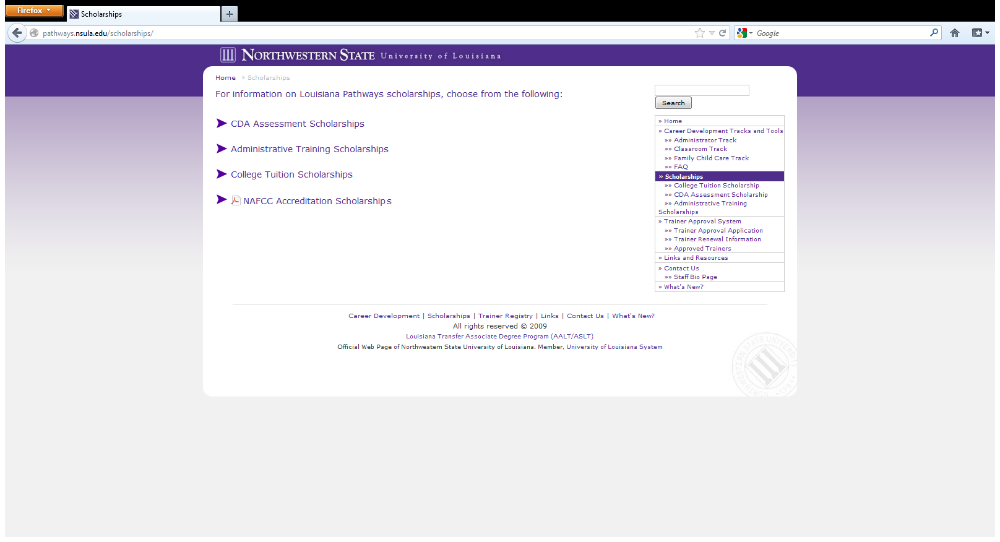 Firefox
Scholarships
pathways.nsula.edu/scholarships/
Google
NORTHWESTERN STATE University of Louisiana
Home » Scholarships
For information on Louisiana Pathways scholarships, choose from the following:
CDA Assessment Scholarships
Administrative Training Scholarships
College Tuition Scholarships
NAFCC Accreditation Scholarships
Search
» Home
» Career Development Tracks and Tools
»» Administrator Track
»» Classroom Track
»» Family Child Care Track
»» FAQ
» Scholarships
»» College Tuition Scholarship
»» CDA Assessment Scholarship
»» Administrative Training
Scholarships
» Trainer Approval System
»» Trainer Approval Application
»» Trainer Renewal Information
»» Approved Trainers
» Links and Resources
» Contact Us
»» Staff Bio Page
» What's New?
Career Development | Scholarships | Trainer Registry | Links | Contact Us | What's New?
All rights reserved © 2009
Louisiana Transfer Associate Degree Program (AALT/ASLT)
Official Web Page of Northwestern State University of Louisiana. Member, University of Louisiana System
NORTHWESTERN STATE UNIVERSITY